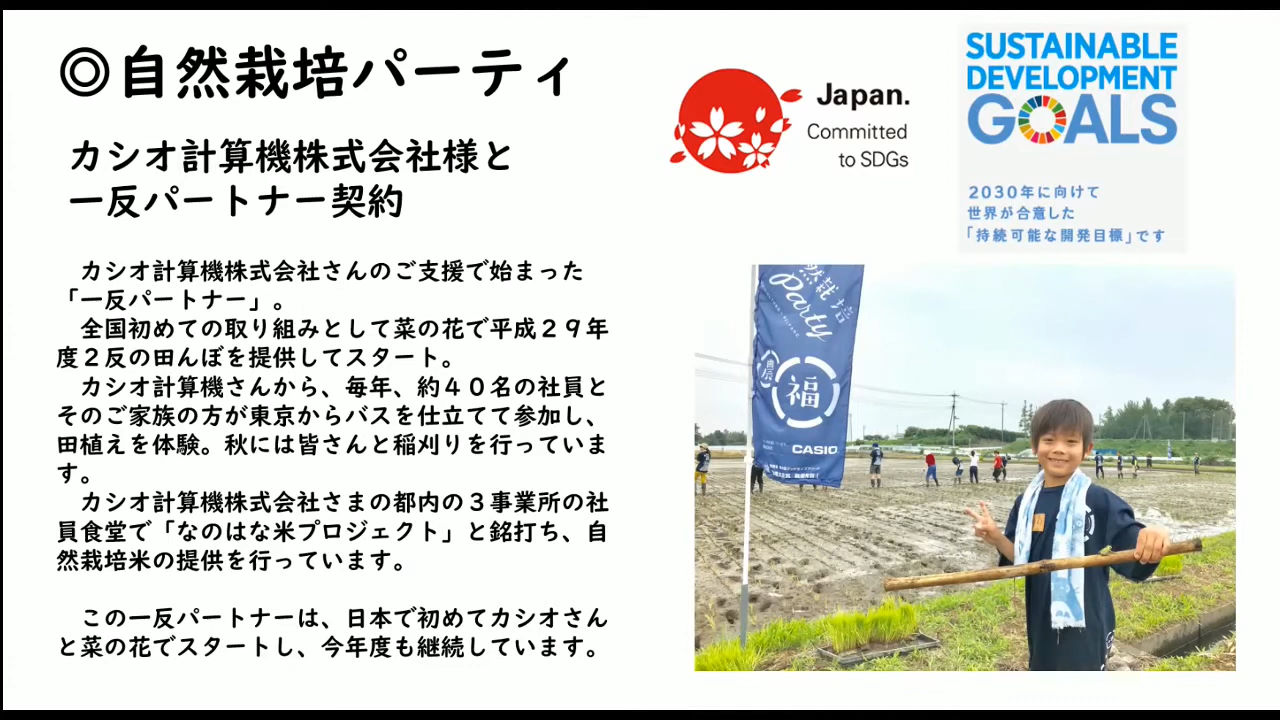 ◎自然栽培パーティ
カシオ計算機株式会社様と
一反パートナー契約
カシオ計算機株式会社さんのご支援で始まった
「一反パートナー」。
全国初めての取り組みとして菜の花で平成２９年
度２反の田んぼを提供してスタート。
カシオ計算機さんから、毎年、約４０名の社員と
そのご家族の方が東京からバスを仕立てて参加し、
田植えを体験。秋には皆さんと稲刈りを行っていま
す。
カシオ計算機株式会社さまの都内の３事業所の社
員食堂で「なのはな米プロジェクト」と銘打ち、自
然栽培米の提供を行っています。
この一反パートナーは、日本で初めてカシオさん
と菜の花でスタートし、今年度も継続しています。
Japan.
Committed
to SDGs
SUSTAINABLE
DEVELOPMENT
GOALS
2030年に向けて
世界が合意した
「持続可能な開発目標」です
然栽培
Party
農
福
CASIO